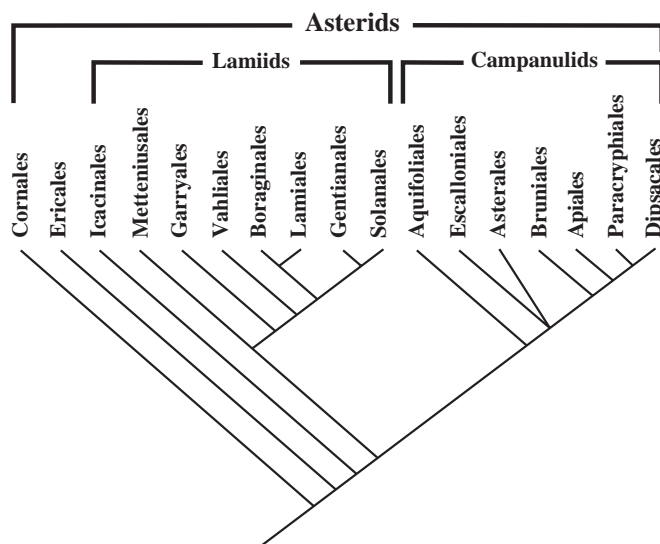 Asterids
Lamiids
Campanulids
Cornales
Ericales
Icacinales
Metteniusales
Garryales
Vahliales
Boraginales
Lamiales
Gentianales
Solanales
Aquifoliales
Escalloniales
Asterales
Bruniales
Apiales
Paracryphiales
Dipsacales